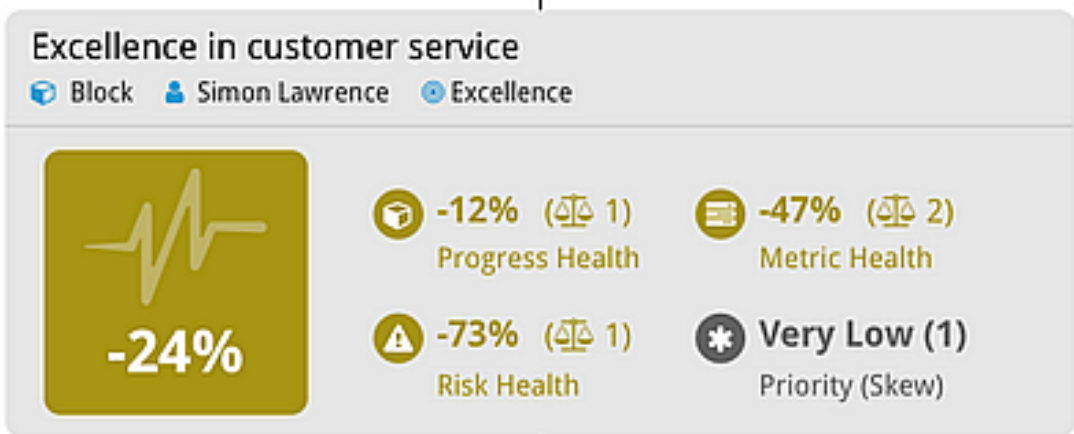 Excellence in customer service
Block Simon Lawrence Excellence
-12% (1) -47% (2)
Progress Health Metric Health
-24%
-73% (1) Very Low (1)
Risk Health Priority (Skew)